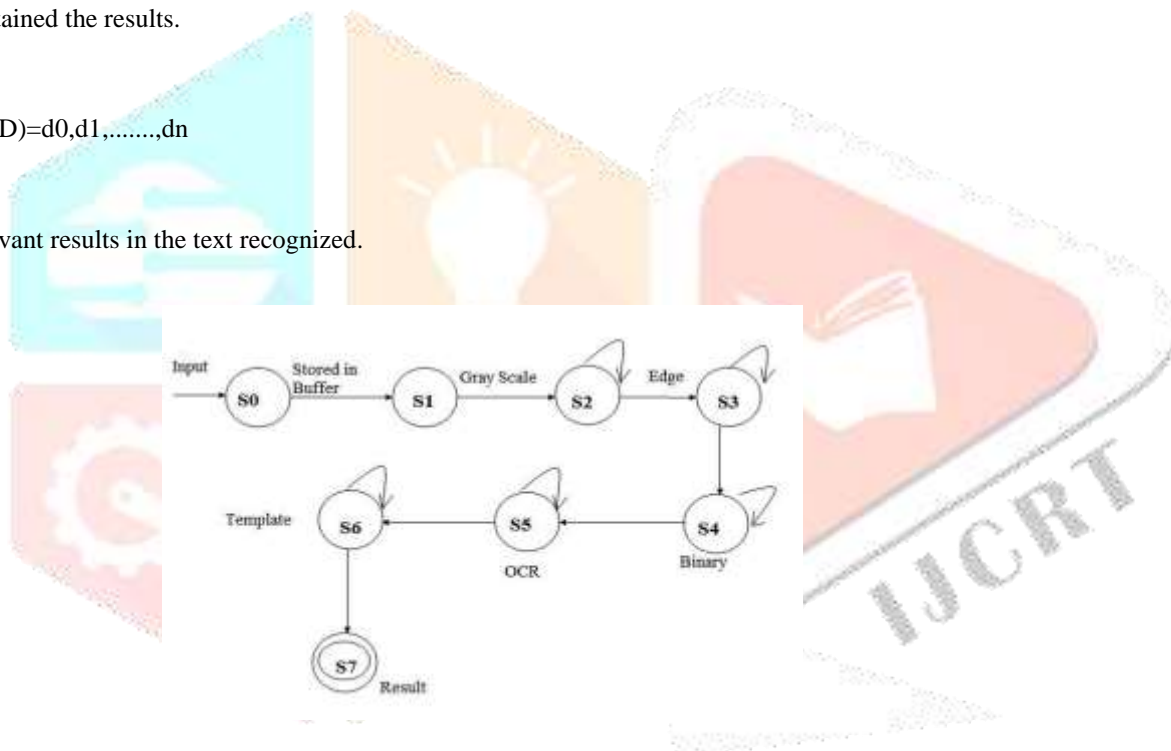 tained the results.
D)=d0,d1,.......,dn
vant results in the text recognized.
Input
Stored in
Buffer
Gray Scale
Edge
S0
S1
S2
S3
Template
S6
S5
S4
OCR
Binary
S7
Result
IJCRT